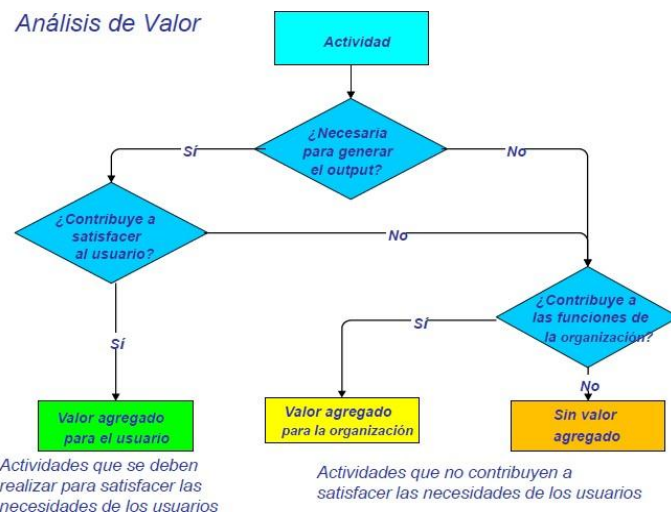 Análisis de Valor
Actividad
¿Necesaria
para generar
el output?
Sí
No
¿Contribuye a
satisfacer
al usuario?
No
¿Contribuye a
las funciones de
la organización?
Sí
Sí
No
Valor agregado
para el usuario
Valor agregado
para la organización
Sin valor
agregado
Actividades que se deben
realizar para satisfacer las
necesidades de los usuarios
Actividades que no contribuyen a
satisfacer las necesidades de los usuarios